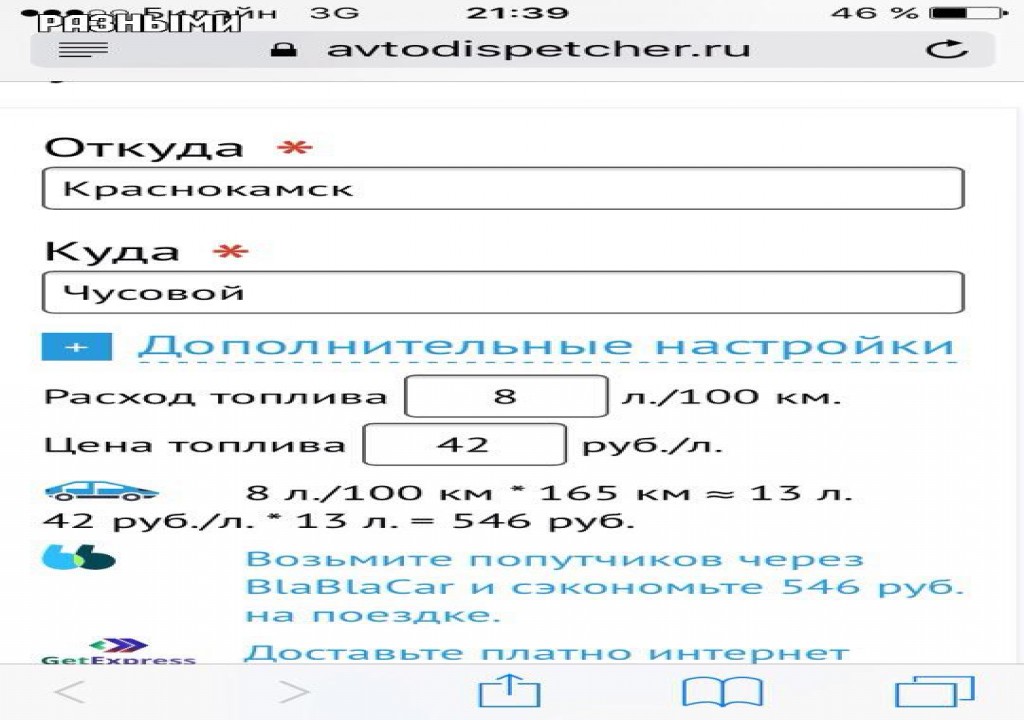 Билайн 3G 21:39 46 %
РАЗНЫМИ
avtodispetcher.ru
Откуда *
Краснокамск
Куда *
Чусовой
+ Дополнительные настройки
Расход топлива 8 л./100 км.
Цена топлива 42 руб./л.
8 л./100 км * 165 км ≈ 13 л.
42 руб./л. * 13 л. = 546 руб.
Возьмите попутчиков через
BlaBlaCar и сэкономьте 546 руб.
на поездке.
GetExpress Доставьте платно интернет